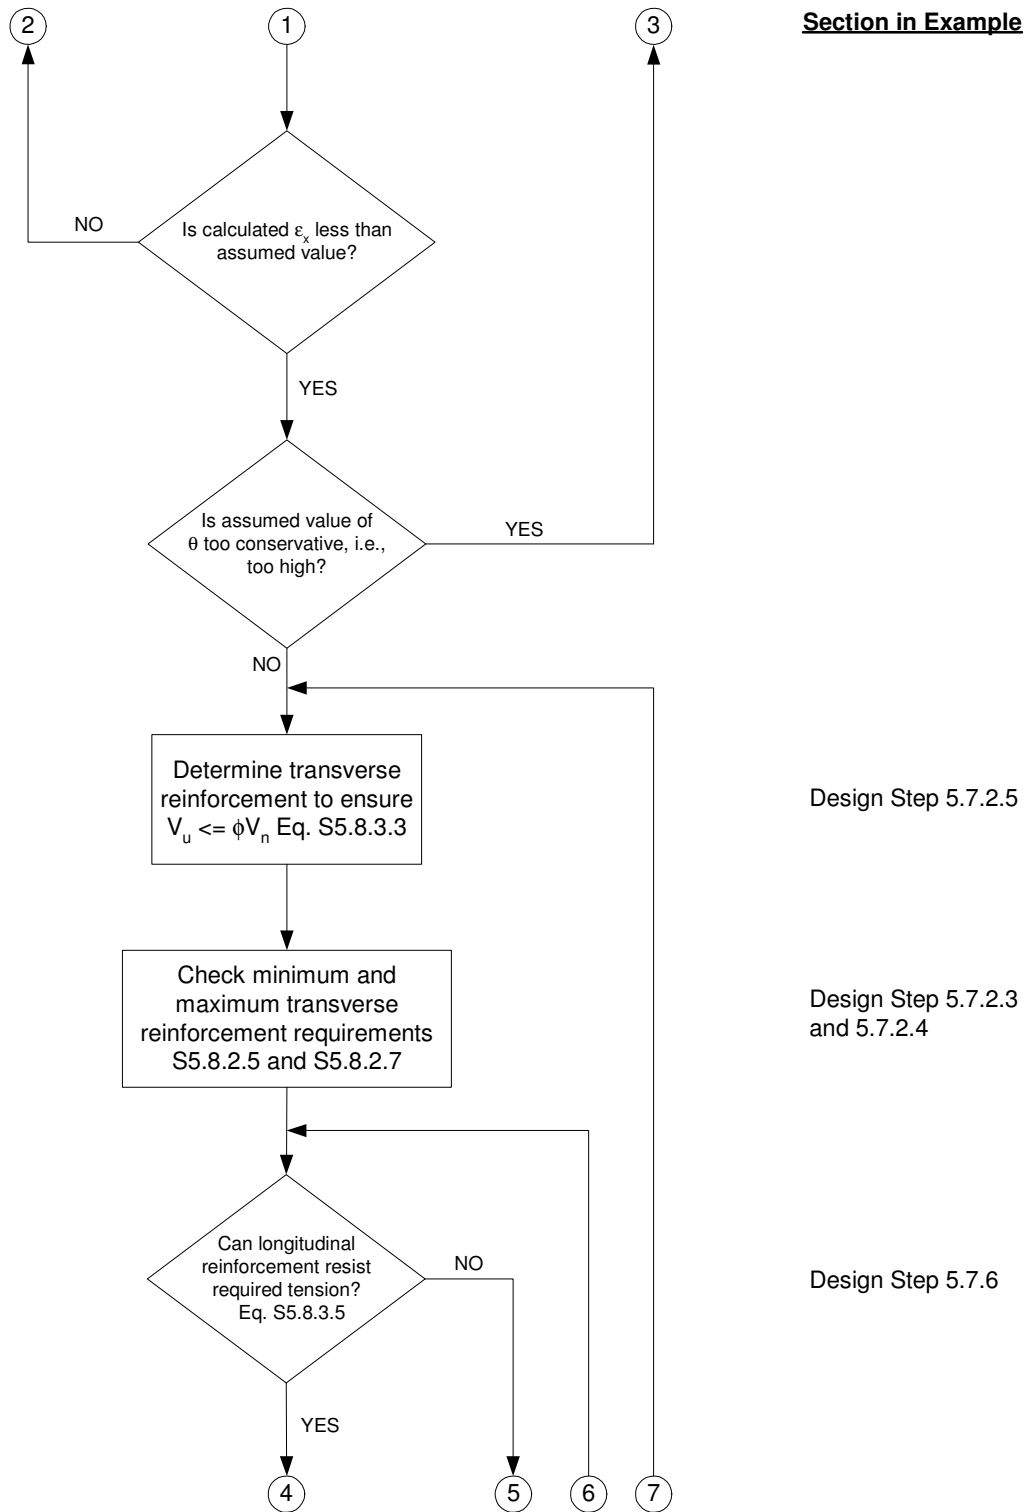 2
1
3
Section in Example
Is calculated εx less than
assumed value?
NO
YES
Is assumed value of
θ too conservative, i.e.,
too high?
YES
NO
Determine transverse
reinforcement to ensure
Vu <= ϕVn Eq. S5.8.3.3
Design Step 5.7.2.5
Check minimum and
maximum transverse
reinforcement requirements
S5.8.2.5 and S5.8.2.7
Design Step 5.7.2.3
and 5.7.2.4
Can longitudinal
reinforcement resist
required tension?
Eq. S5.8.3.5
NO
Design Step 5.7.6
YES
4
5
6
7